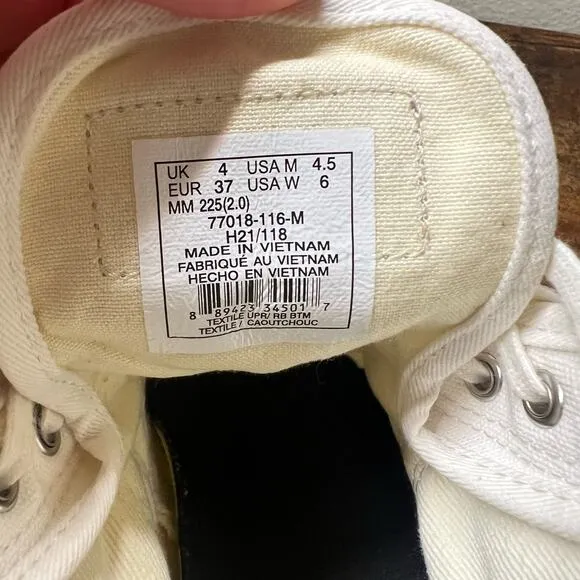 UK 4 USA M 4.5
EUR 37 USA W 6
MM 225(2.0)
77018-116-M
H21/118
MADE IN VIETNAM
FABRIQUÉ AU VIETNAM
HECHO EN VIETNAM
8 89423 34501 7
TEXTILE UPR/ RB BTM
TEXTILE / CAOUTCHOUC